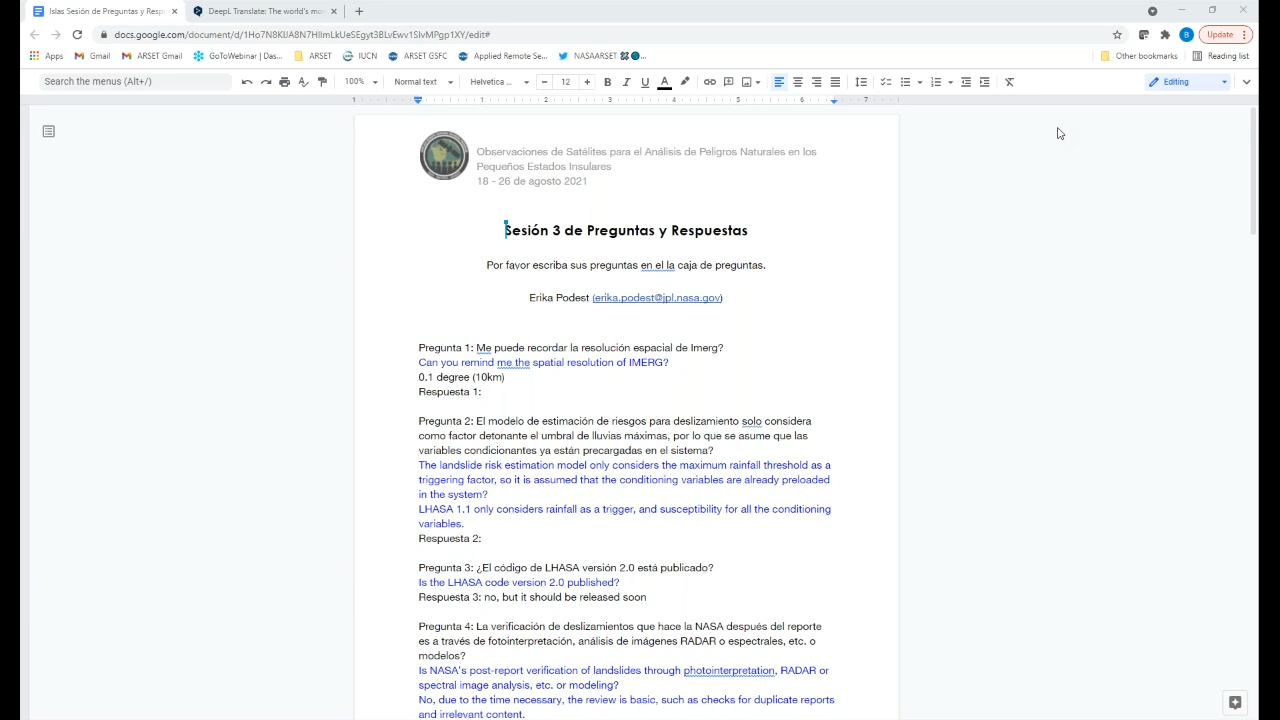 Islas Sesión de Preguntas y Resp
DeepL Translate: The world's mo
docs.google.com/document/d/1Ho7N8KUA8N7HIlmLkUeSEgyt3BLvEwv1SlvMPgp1XY/edit#
B
Update
Apps
Gmail
ARSET Gmail
GoToWebinar | Das...
ARSET
IUCN
ARSET GSFC
Applied Remote Se...
NASAARSET
Other bookmarks
Reading list
Search the menus (Alt+/)
100%
Normal text
Helvetica ...
12
B I U A
Editing
1 1 2 3 4 5 6 7
Observaciones de Satélites para el Análisis de Peligros Naturales en los
Pequeños Estados Insulares
18 - 26 de agosto 2021
Sesión 3 de Preguntas y Respuestas
Por favor escriba sus preguntas en el la caja de preguntas.
Erika Podest (erika.podest@jpl.nasa.gov)
Pregunta 1: Me puede recordar la resolución espacial de Imerg?
Can you remind me the spatial resolution of IMERG?
0.1 degree (10km)
Respuesta 1:
Pregunta 2: El modelo de estimación de riesgos para deslizamiento solo considera
como factor detonante el umbral de lluvias máximas, por lo que se asume que las
variables condicionantes ya están precargadas en el sistema?
The landslide risk estimation model only considers the maximum rainfall threshold as a
triggering factor, so it is assumed that the conditioning variables are already preloaded
in the system?
LHASA 1.1 only considers rainfall as a trigger, and susceptibility for all the conditioning
variables.
Respuesta 2:
Pregunta 3: ¿El código de LHASA versión 2.0 está publicado?
Is the LHASA code version 2.0 published?
Respuesta 3: no, but it should be released soon
Pregunta 4: La verificación de deslizamientos que hace la NASA después del reporte
es a través de fotointerpretación, análisis de imágenes RADAR o espectrales, etc. o
modelos?
Is NASA's post-report verification of landslides through photointerpretation, RADAR or
spectral image analysis, etc. or modeling?
No, due to the time necessary, the review is basic, such as checks for duplicate reports
and irrelevant content.